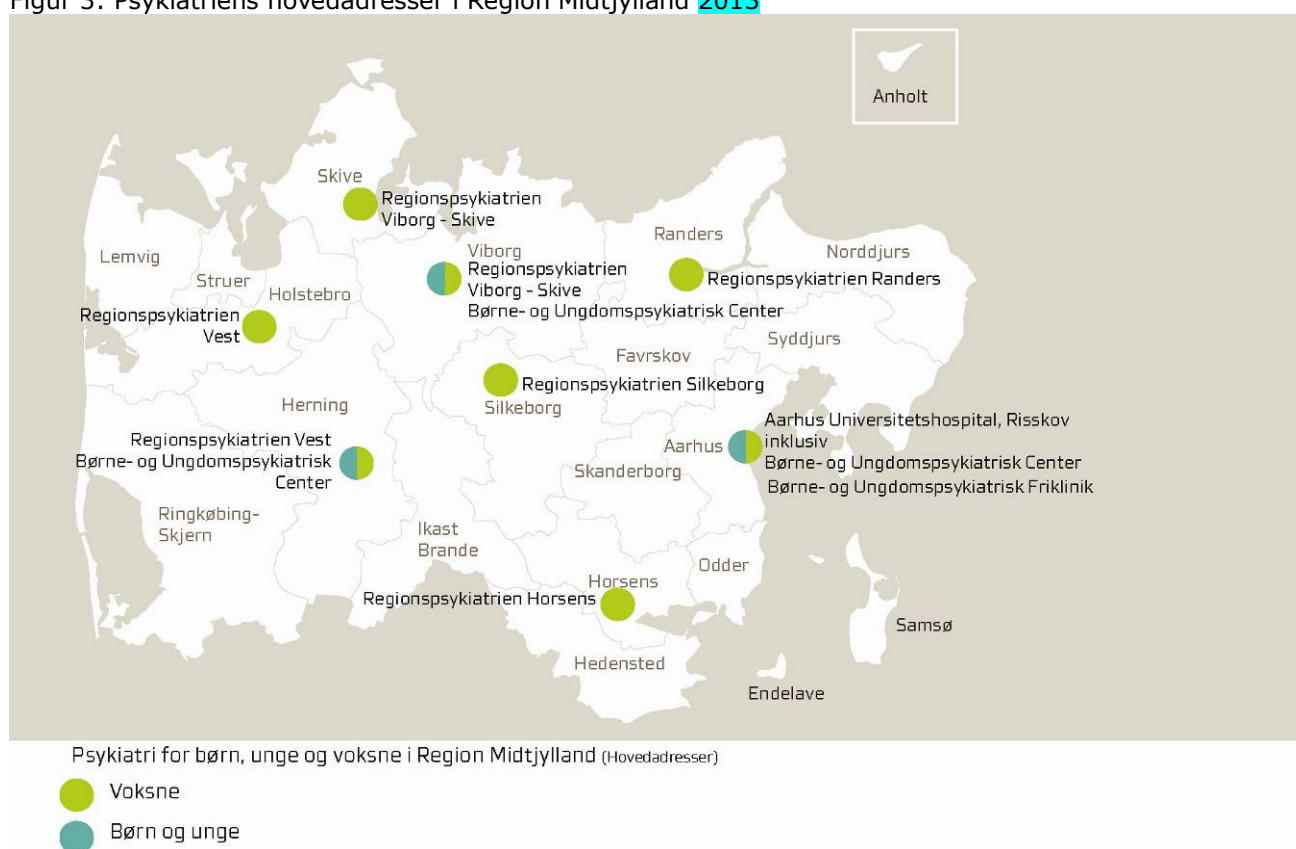 Figur 3: Psykiatriens hovedadresser i Region Midtjylland 2013
Anholt
Skive
Regionspsykiatrien
Viborg - Skive
Randers
Norddjurs
Lemvig
Viborg
Struer
Regionspsykiatrien
Viborg - Skive
Børne- og Ungdomspsykiatrisk Center
Regionspsykiatrien Randers
Holstebro
Regionspsykiatrien
Vest
Syddjurs
Favrskov
Regionspsykiatrien Silkeborg
Silkeborg
Herning
Aarhus Universitetshospital, Risskov
inklusiv
Børne- og Ungdomspsykiatrisk Center
Børne- og Ungdomspsykiatrisk Friklinik
Aarhus
Regionspsykiatrien Vest
Børne- og Ungdomspsykiatrisk
Center
Skanderborg
Ringkøbing-
Skjern
Ikast
Brande
Odder
Horsens
Regionspsykiatrien Horsens
Samsø
Hedensted
Endelave
Psykiatri for børn, unge og voksne i Region Midtjylland (Hovedadresser)
Voksne
Børn og unge